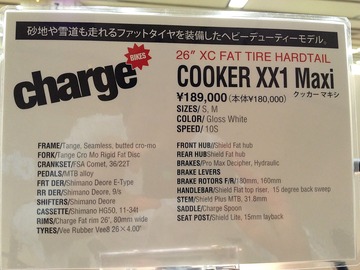 砂地や雪道も走れるファットタイヤを装備したヘビーデューティーモデル。
charge BIKES
26" XC FAT TIRE HARDTAIL
COOKER XX1 Maxi
クッカー マキシ
¥189,000(本体¥180,000)
SIZES/ S, M
COLOR/ Gloss White
SPEED/ 10S
FRAME/Tange, Seamless, butted cro-mo
FORK/Tange Cro Mo Rigid Fat Disc
CRANKSET/FSA Comet, 36/22T
PEDALS/MTB alloy
FRT DER/Shimano Deore E-Type
RR DER/Shimano Deore, 9/s
SHIFTERS/Shimano Deore
CASSETTE/Shimano HG50, 11-34t
RIMS/Charge Fat rim 26", 80mm wide
TYRES/Vee Rubber Vee8 26×4.00"
FRONT HUB//Shield Fat hub
REAR HUB/Shield Fat hub
BRAKES/Pro Max Decipher, Hydraulic
BRAKE LEVERS
BRAKE ROTORS F/R/180mm, 160mm
HANDLEBAR/Shield Flat top riser, 15 degree back sweep
STEM/Shield Plus MTB, 31.8mm
SADDLE/Charge Spoon
SEAT POST/Shield Lite, 15mm layback